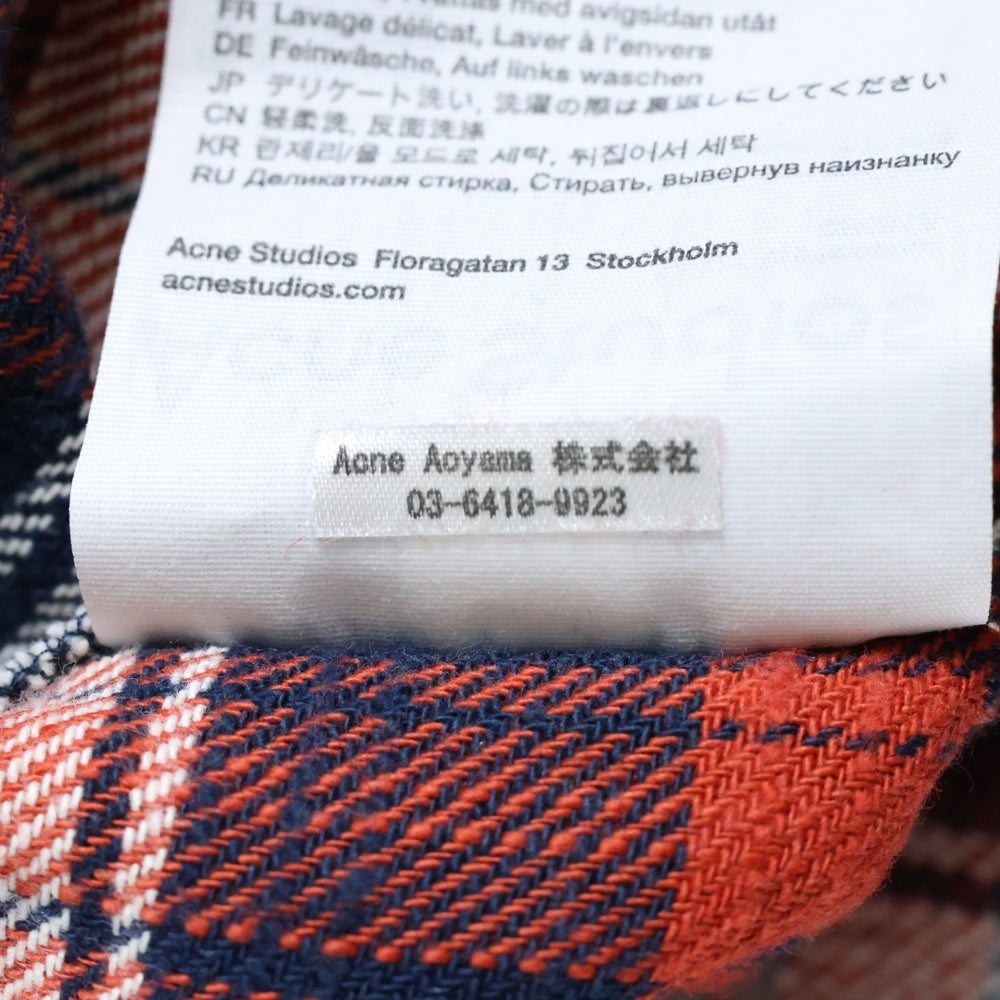 med avigsidan utåt
FR Lavage délicat, Laver à l'envers
DE Feinwäsche, Auf links waschen
JP デリケート洗い, 洗濯の際は裏返しにしてください
CN 轻柔洗, 反面洗涤
KR 란제리/울 모드로 세탁, 뒤집어서 세탁
RU Деликатная стирка, Стирать, вывернув наизнанку
Acne Studios Floragatan 13 Stockholm
acnestudios.com
Acne Aoyama 株式会社
03-6418-9923